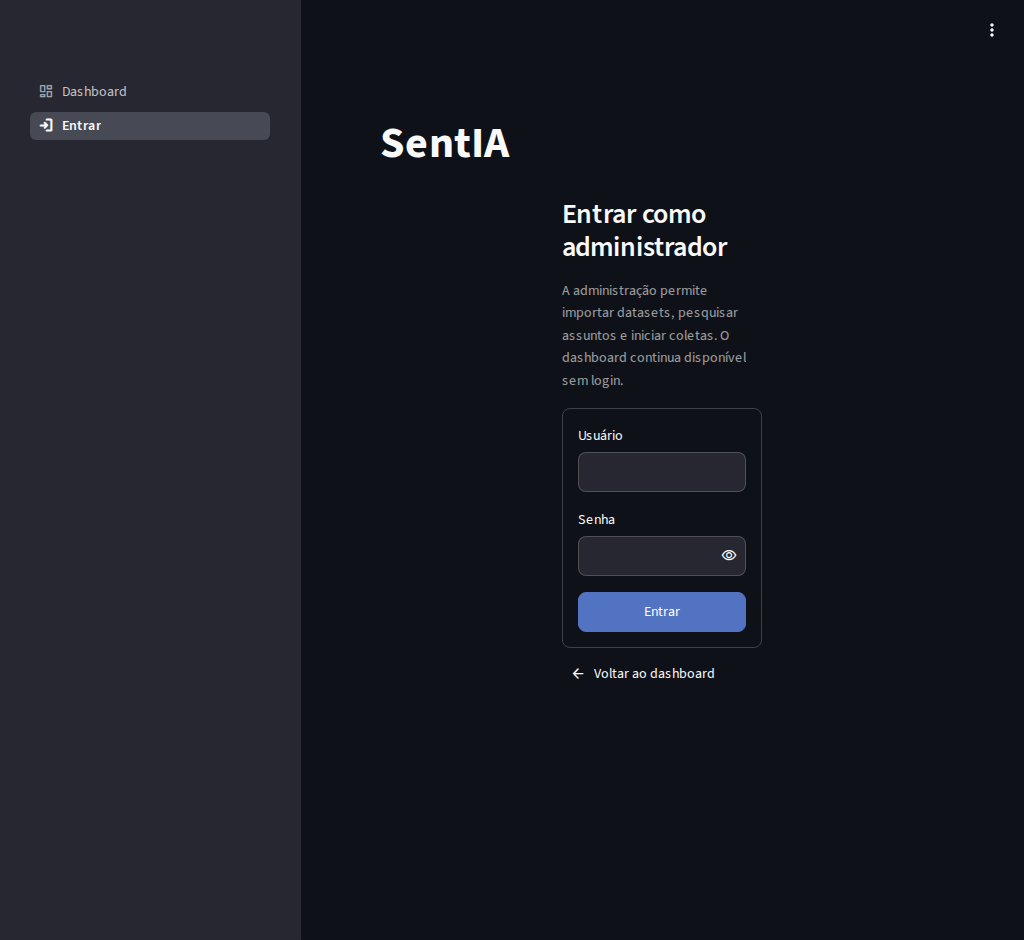 Dashboard
Entrar
SentIA
Entrar como
administrador
A administração permite
importar datasets, pesquisar
assuntos e iniciar coletas. O
dashboard continua disponível
sem login.
Usuário
Senha
Entrar
Voltar ao dashboard